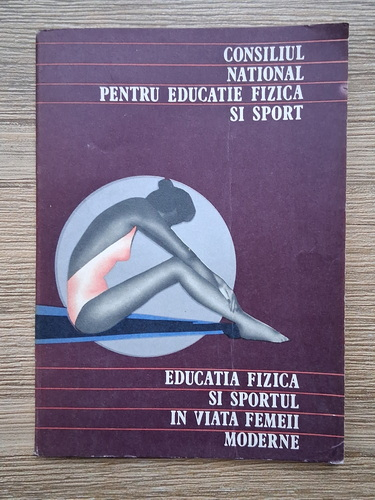 CONSILIUL
NATIONAL
PENTRU EDUCATIE FIZICA
SI SPORT
EDUCATIA FIZICA
SI SPORTUL
IN VIATA FEMEII
MODERNE